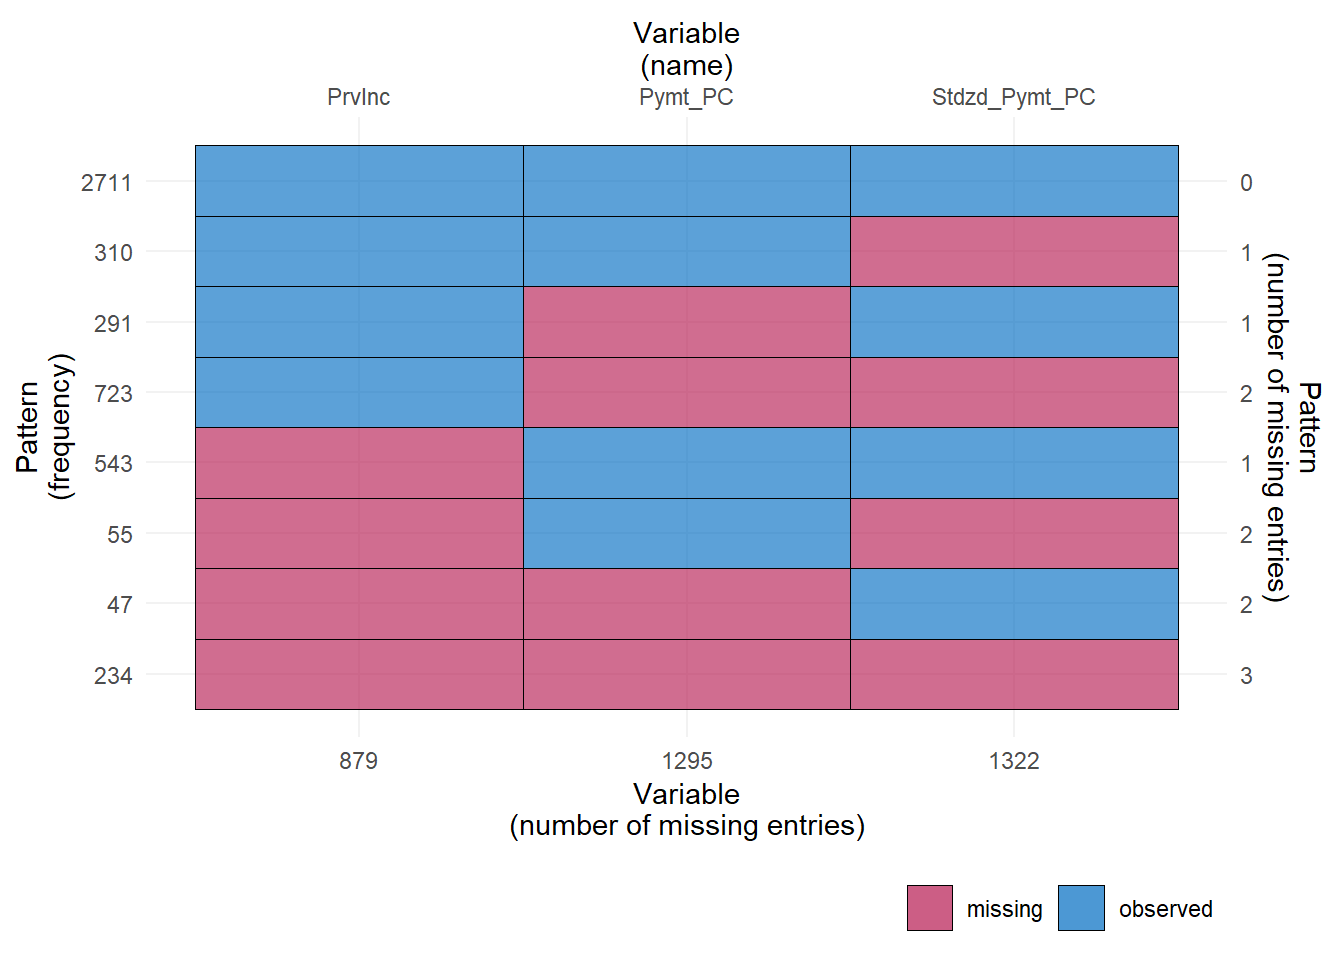 Variable
(name)
PrvInc
Pymt_PC
Stdzd_Pymt_PC
2711
310
291
723
543
55
47
234
Pattern
(frequency)
0
1
1
2
1
2
2
3
Pattern
(number of missing entries)
879
1295
1322
Variable
(number of missing entries)
missing
observed